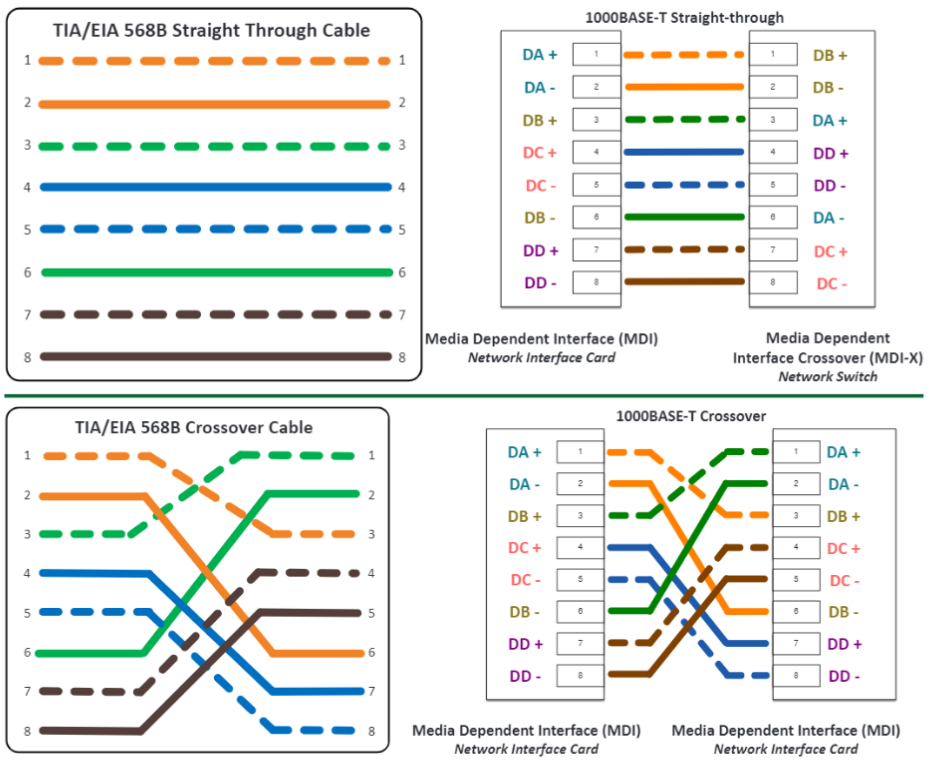 TIA/EIA 568B Straight Through Cable
1 1
2 2
3 3
4 4
5 5
6 6
7 7
8 8
1000BASE-T Straight-through
DA + 1 1 DB +
DA - 2 2 DB -
DB + 3 3 DA +
DC + 4 4 DD +
DC - 5 5 DD -
DB - 6 6 DA -
DD + 7 7 DC +
DD - 8 8 DC -
Media Dependent Interface (MDI)
Network Interface Card
Media Dependent
Interface Crossover (MDI-X)
Network Switch
TIA/EIA 568B Crossover Cable
1 1
2 2
3 3
4 4
5 5
6 6
7 7
8 8
1000BASE-T Crossover
DA + 1 1 DA +
DA - 2 2 DA -
DB + 3 3 DB +
DC + 4 4 DC +
DC - 5 5 DC -
DB - 6 6 DB -
DD + 7 7 DD +
DD - 8 8 DD -
Media Dependent Interface (MDI)
Network Interface Card
Media Dependent Interface (MDI)
Network Interface Card